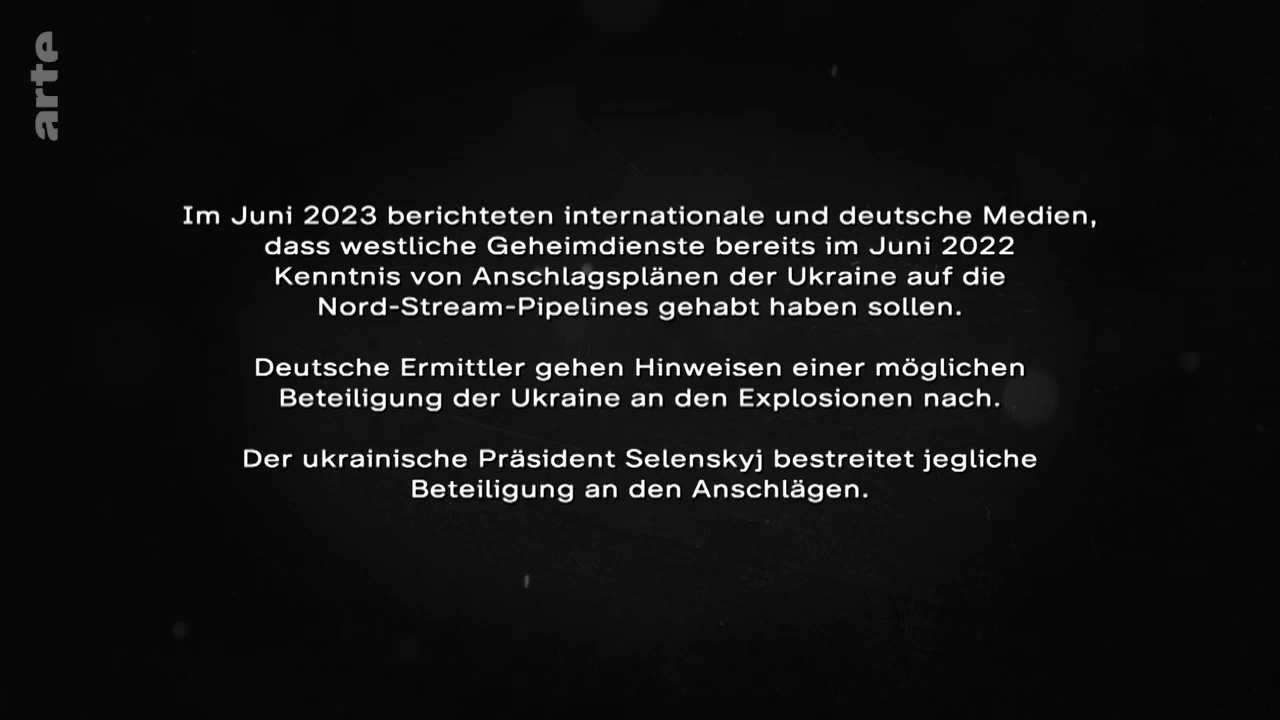 arte
Im Juni 2023 berichteten internationale und deutsche Medien,
dass westliche Geheimdienste bereits im Juni 2022
Kenntnis von Anschlagsplänen der Ukraine auf die
Nord-Stream-Pipelines gehabt haben sollen.
Deutsche Ermittler gehen Hinweisen einer möglichen
Beteiligung der Ukraine an den Explosionen nach.
Der ukrainische Präsident Selenskyj bestreitet jegliche
Beteiligung an den Anschlägen.